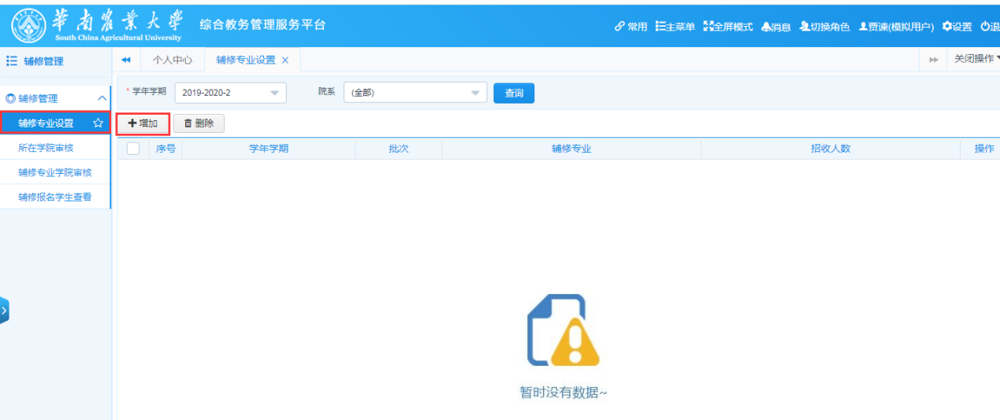 華南農業大學 综合教务管理服务平台 常用 主菜单 全屏模式 消息 切换角色 贾谏(模拟用户) 设置 退
South China Agricultural University
辅修管理 个人中心 辅修专业设置 X 关闭操作
辅修管理 * 学年学期 2019-2020-2 院系 (全部) 查询
辅修专业设置 +增加 删除
所在学院审核 序号 学年学期 批次 辅修专业 招收人数 操作
辅修专业学院审核
辅修报名学生查看
暂时没有数据~